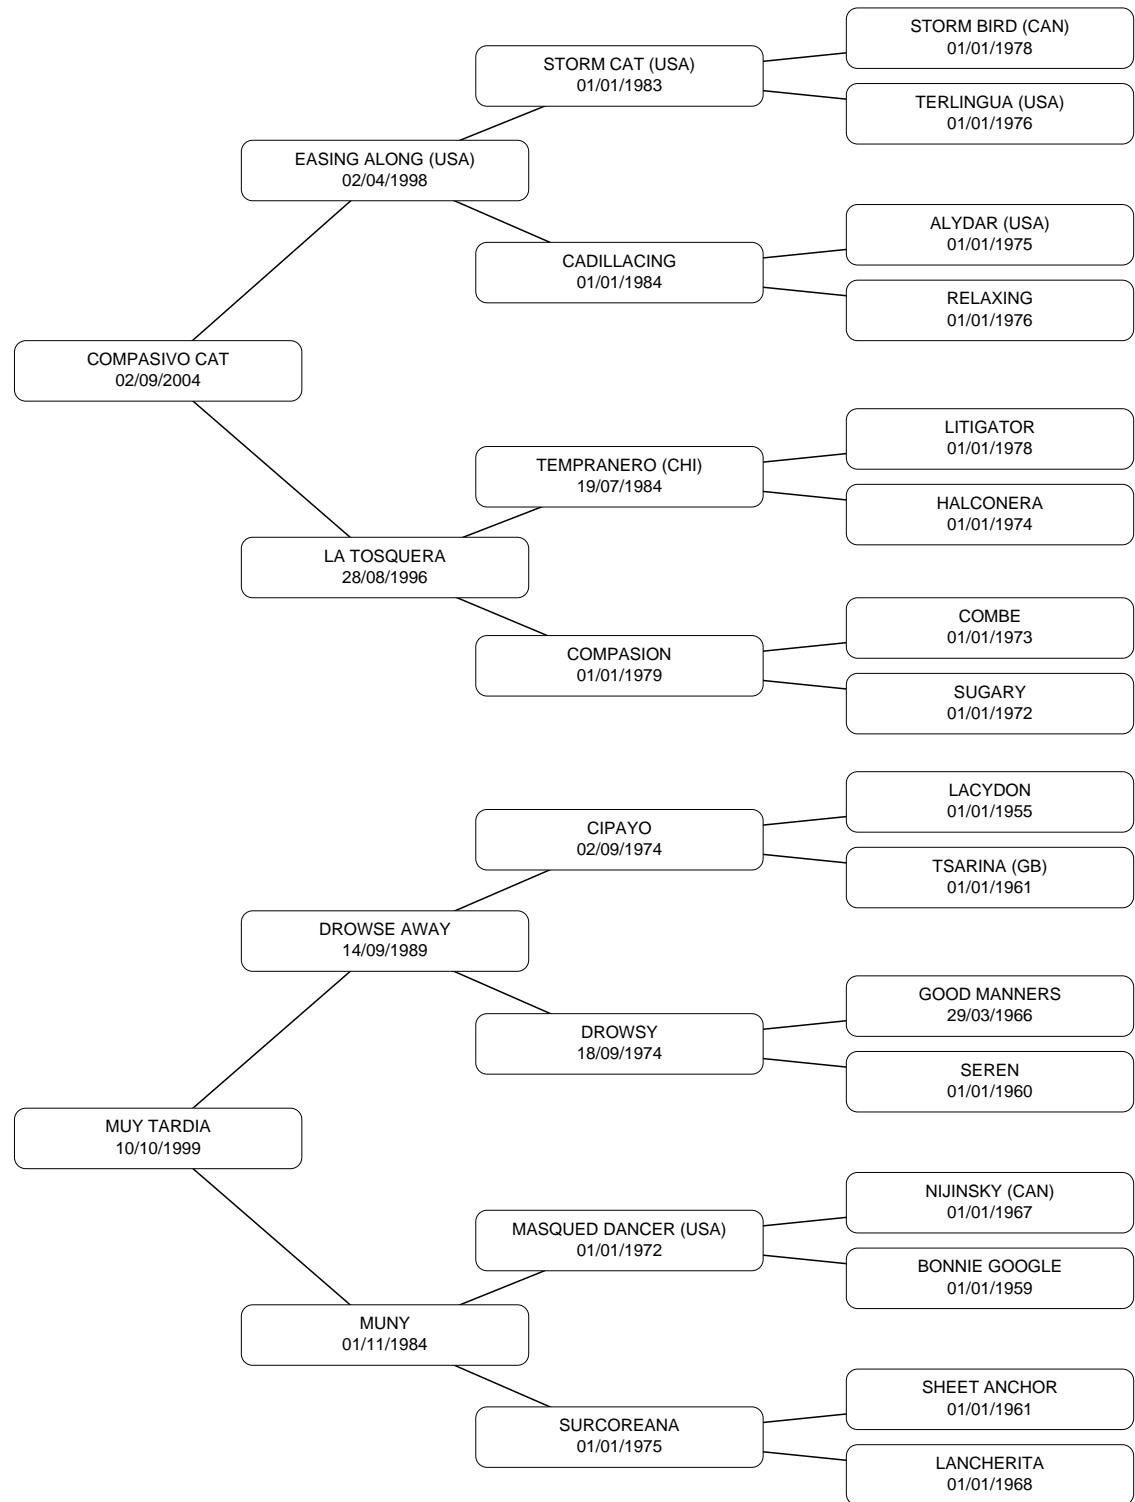 STORM BIRD (CAN)
01/01/1978
STORM CAT (USA)
01/01/1983
TERLINGUA (USA)
01/01/1976
EASING ALONG (USA)
02/04/1998
ALYDAR (USA)
01/01/1975
CADILLACING
01/01/1984
RELAXING
01/01/1976
COMPASIVO CAT
02/09/2004
LITIGATOR
01/01/1978
TEMPRANERO (CHI)
19/07/1984
HALCONERA
01/01/1974
LA TOSQUERA
28/08/1996
COMBE
01/01/1973
COMPASION
01/01/1979
SUGARY
01/01/1972
LACYDON
01/01/1955
CIPAYO
02/09/1974
TSARINA (GB)
01/01/1961
DROWSE AWAY
14/09/1989
GOOD MANNERS
29/03/1966
DROWSY
18/09/1974
SEREN
01/01/1960
MUY TARDIA
10/10/1999
NIJINSKY (CAN)
01/01/1967
MASQUED DANCER (USA)
01/01/1972
BONNIE GOOGLE
01/01/1959
MUNY
01/11/1984
SHEET ANCHOR
01/01/1961
SURCOREANA
01/01/1975
LANCHERITA
01/01/1968